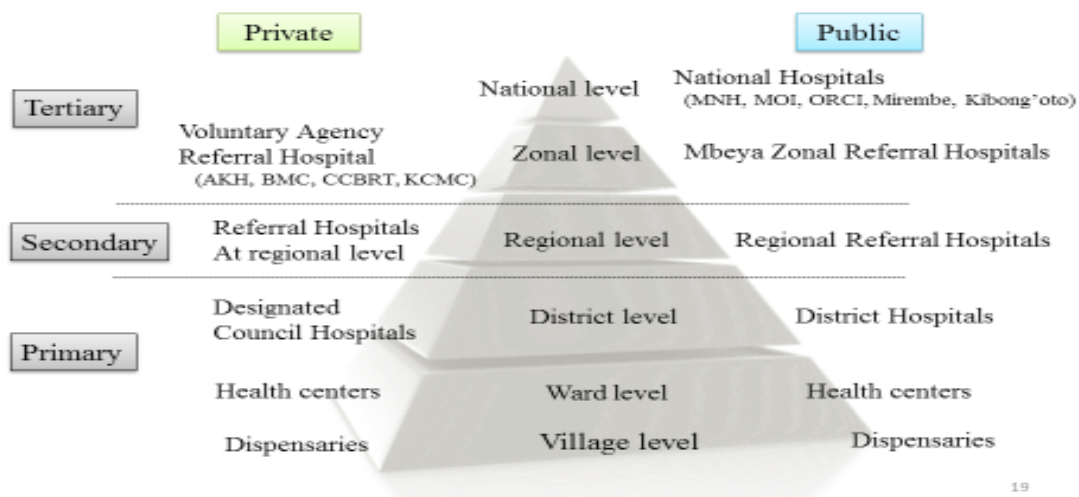 Private
Public
National level
National Hospitals
(MNH, MOI, ORCI, Mirembe, Kibong'oto)
Tertiary
Voluntary Agency
Referral Hospital
(AKH, BMC, CCBRT, KCMC)
Zonal level
Mbeya Zonal Referral Hospitals
Secondary
Referral Hospitals
At regional level
Regional level
Regional Referral Hospitals
Designated
Council Hospitals
District level
District Hospitals
Primary
Health centers
Ward level
Health centers
Dispensaries
Village level
Dispensaries
19